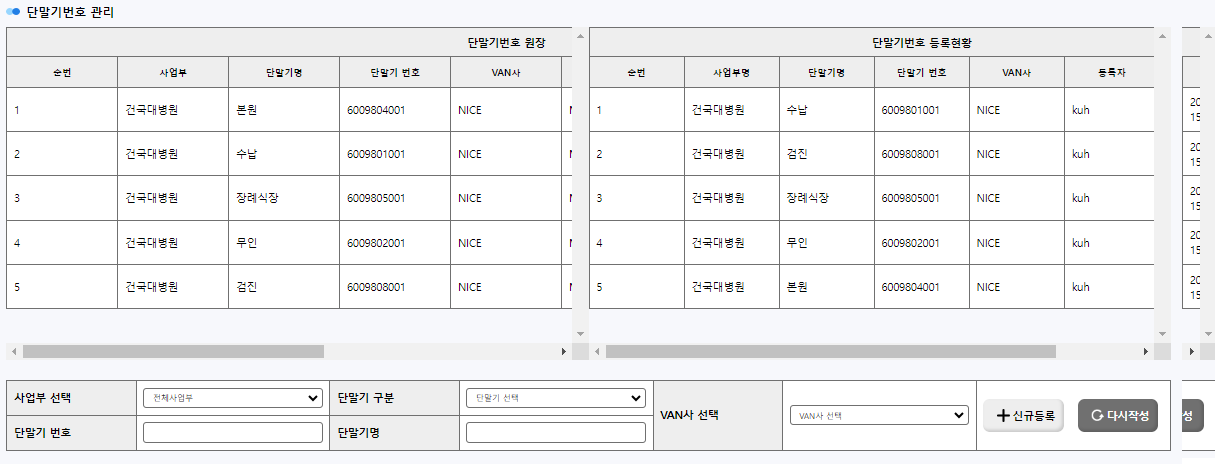 단말기번호 관리
단말기번호 원장
순번 사업부 단말기명 단말기 번호 VAN사
1 건국대병원 본원 6009804001 NICE
2 건국대병원 수납 6009801001 NICE
3 건국대병원 장례식장 6009805001 NICE
4 건국대병원 무인 6009802001 NICE
5 건국대병원 검진 6009808001 NICE
단말기번호 등록현황
순번 사업부명 단말기명 단말기 번호 VAN사 등록자
1 건국대병원 수납 6009801001 NICE kuh
2 건국대병원 검진 6009808001 NICE kuh
3 건국대병원 장례식장 6009805001 NICE kuh
4 건국대병원 무인 6009802001 NICE kuh
5 건국대병원 본원 6009804001 NICE kuh
20
15
20
15
20
15
20
15
20
15
사업부 선택 전체사업부 단말기 구분 단말기 선택
VAN사 선택 VAN사 선택 신규등록 다시작성 성
단말기 번호 단말기명